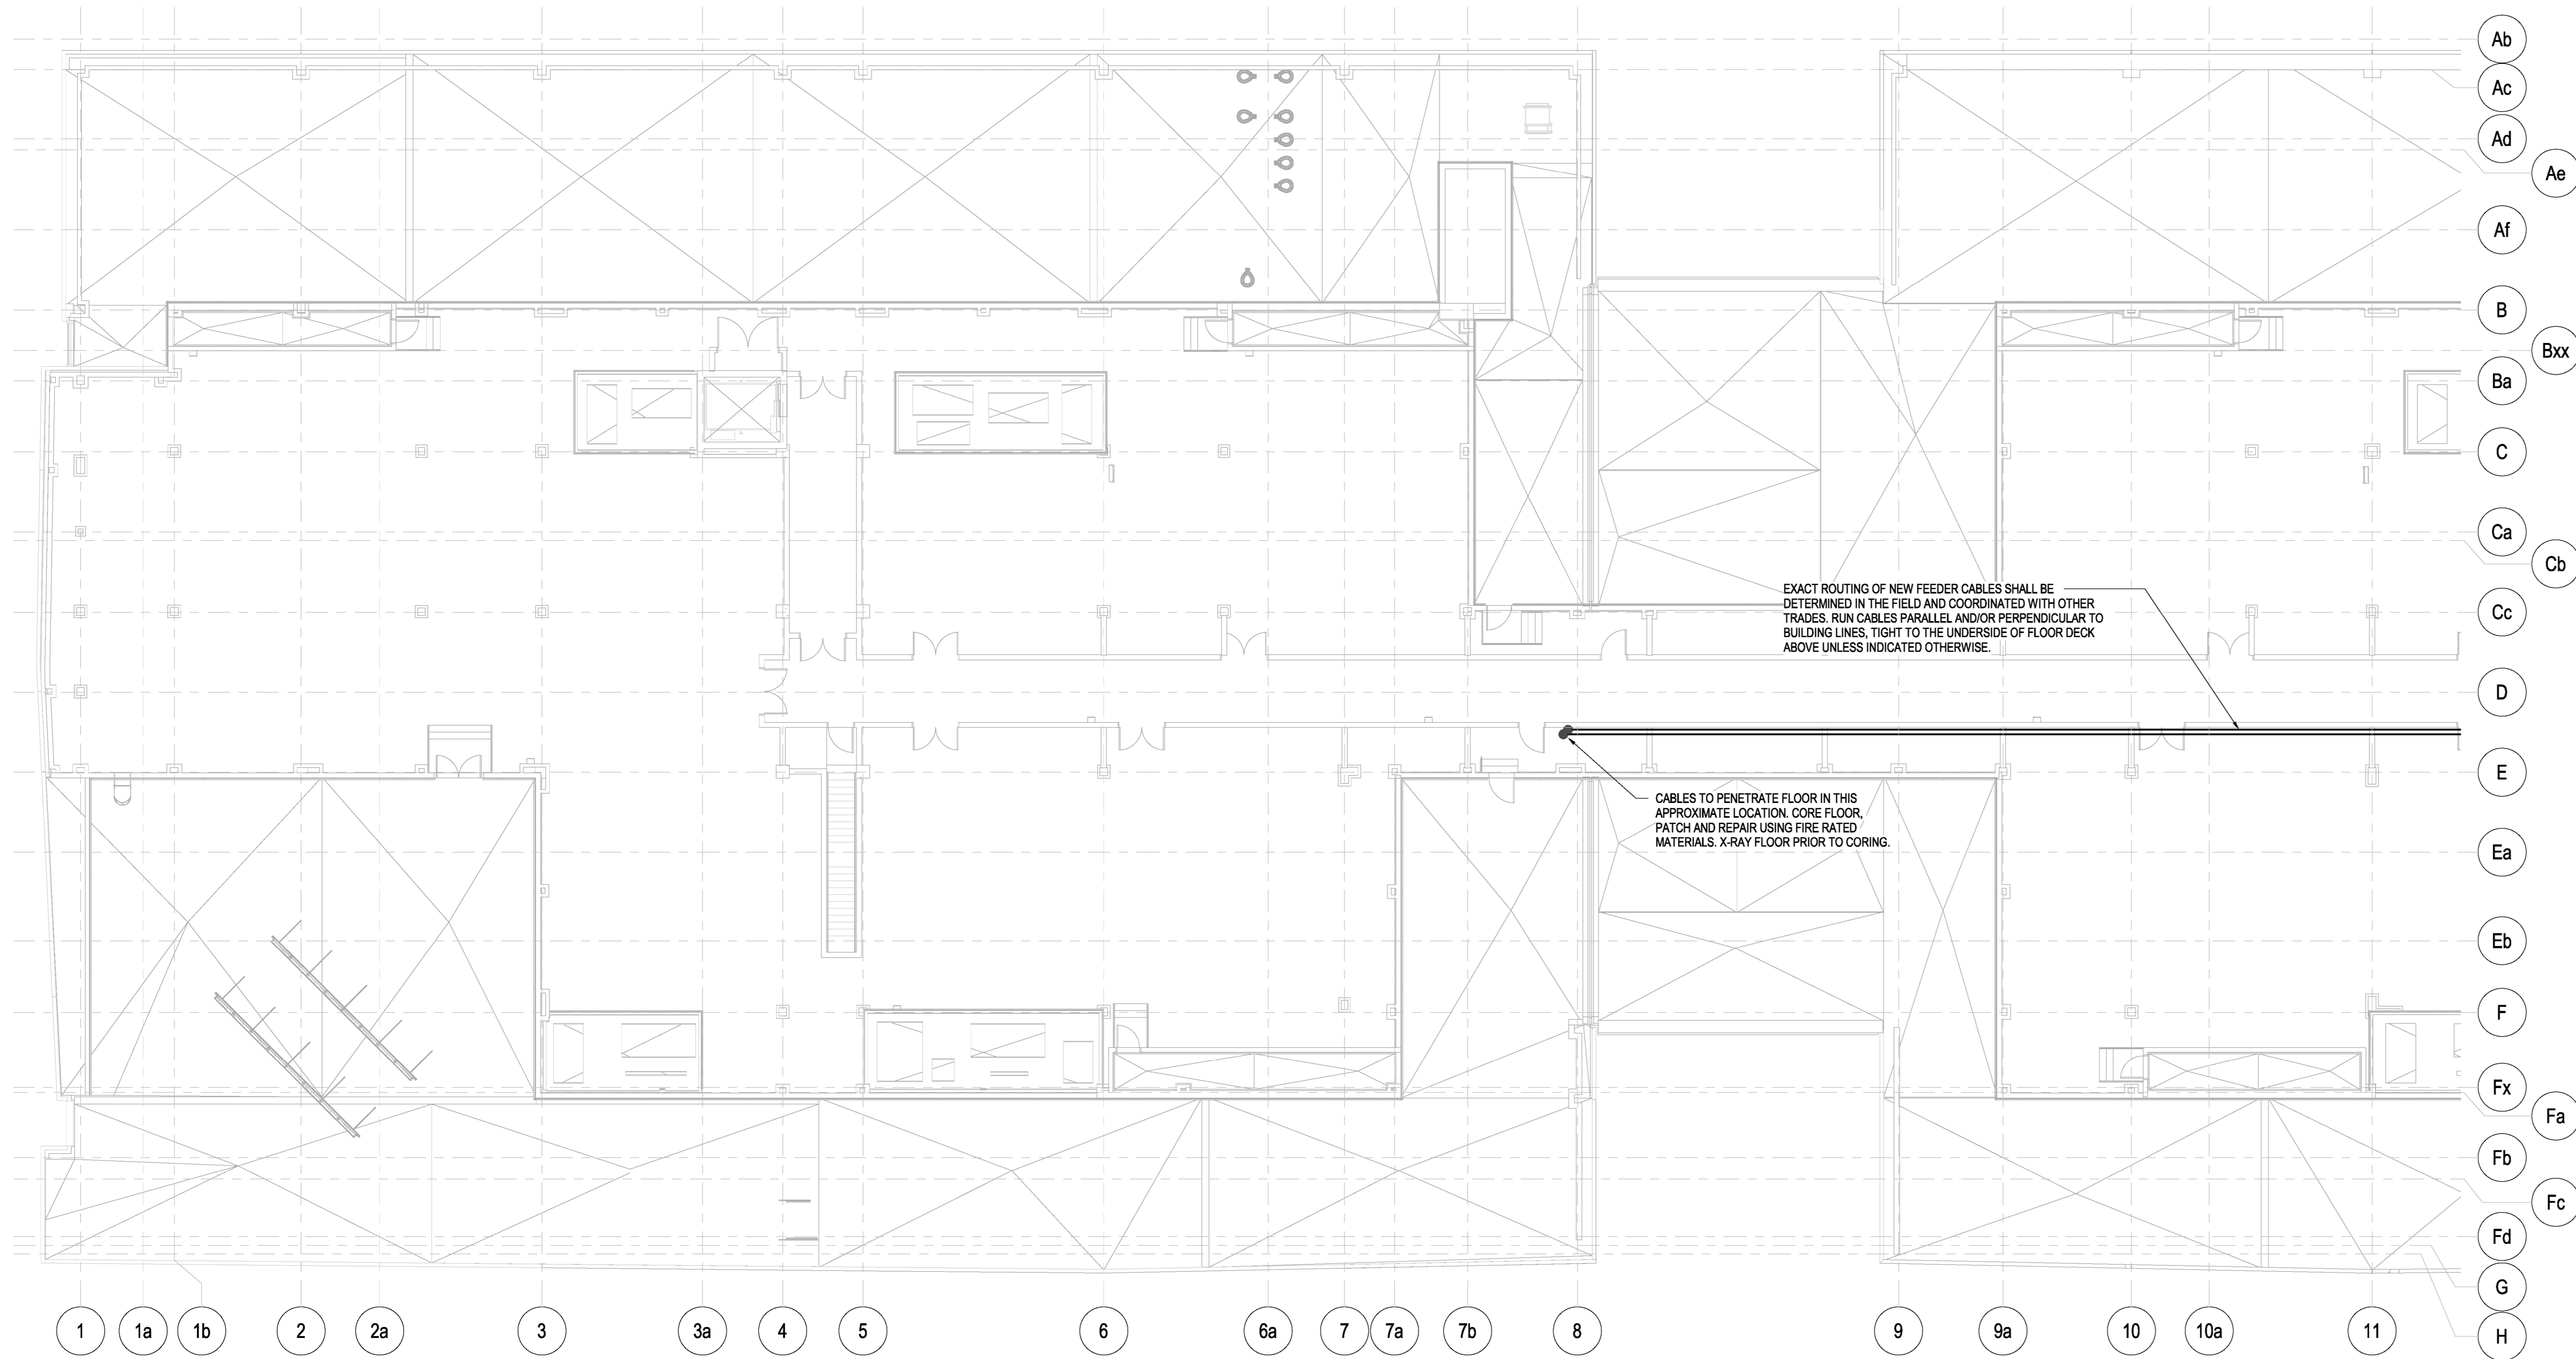 Ab
Ac
Ad
Ae
Af
B
Bxx
Ba
C
Ca
Cb
EXACT ROUTING OF NEW FEEDER CABLES SHALL BE
DETERMINED IN THE FIELD AND COORDINATED WITH OTHER
TRADES. RUN CABLES PARALLEL AND/OR PERPENDICULAR TO
BUILDING LINES, TIGHT TO THE UNDERSIDE OF FLOOR DECK
ABOVE UNLESS INDICATED OTHERWISE.
Cc
D
E
CABLES TO PENETRATE FLOOR IN THIS
APPROXIMATE LOCATION. CORE FLOOR,
PATCH AND REPAIR USING FIRE RATED
MATERIALS. X-RAY FLOOR PRIOR TO CORING.
Ea
Eb
F
Fx
Fa
Fb
Fc
Fd
G
H
1 1a 1b 2 2a 3 3a 4 5 6 6a 7 7a 7b 8 9 9a 10 10a 11